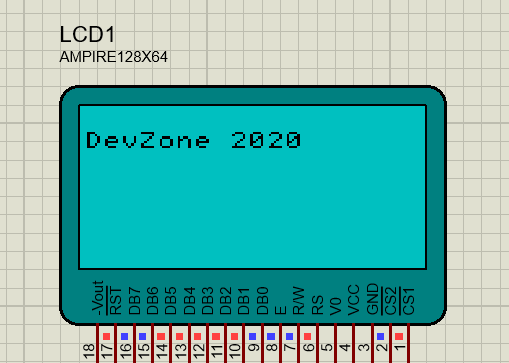 LCD1
AMPIRE128X64
DevZone 2020
-Vout
RST
DB7
DB6
DB5
DB4
DB3
DB2
DB1
DB0
E
R/W
RS
V0
VCC
GND
CS2
CS1
18
17
16
15
14
13
12
11
10
9
8
7
6
5
4
3
2
1